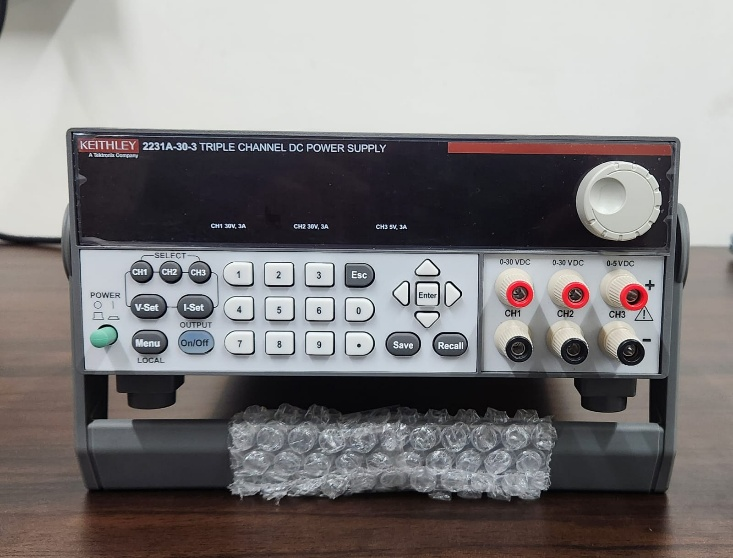 KEITHLEY
A Tektronix Company
2231A-30-3 TRIPLE CHANNEL DC POWER SUPPLY
CH1 30V, 3A
CH2 30V, 3A
CH3 5V, 3A
SELECT
CH1 CH2 CH3
V-Set I-Set
POWER
OUTPUT
Menu
On/Off
LOCAL
1 2 3 Esc
4 5 6 0
7 8 9 •
Enter
Save Recall
0-30 VDC 0-30 VDC 0-5 VDC
+
CH1 CH2 CH3
-